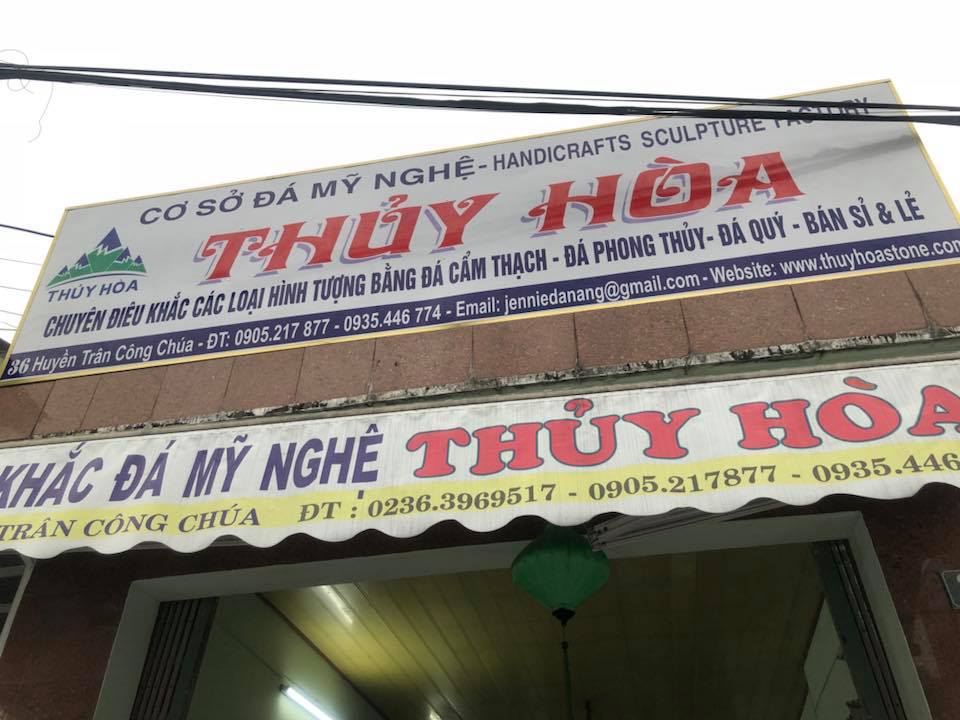 CƠ SỞ ĐÁ MỸ NGHỆ - HANDICRAFTS SCULPTURE FACTORY
THỦY HÒA
THỦY HÒA
CHUYÊN ĐIÊU KHẮC CÁC LOẠI HÌNH TƯỢNG BẰNG ĐÁ CẨM THẠCH - ĐÁ PHONG THỦY - ĐÁ QUÝ - BÁN SỈ & LẺ
36 Huyền Trân Công Chúa - ĐT: 0905.217 877 - 0935.446 774 - Email: jenniedanang@gmail.com - Website: www.thuyhoastone.com
KHẮC ĐÁ MỸ NGHỆ THỦY HÒA
TRÂN CÔNG CHÚA ĐT : 0236.3969517 - 0905.217877 - 0935.446